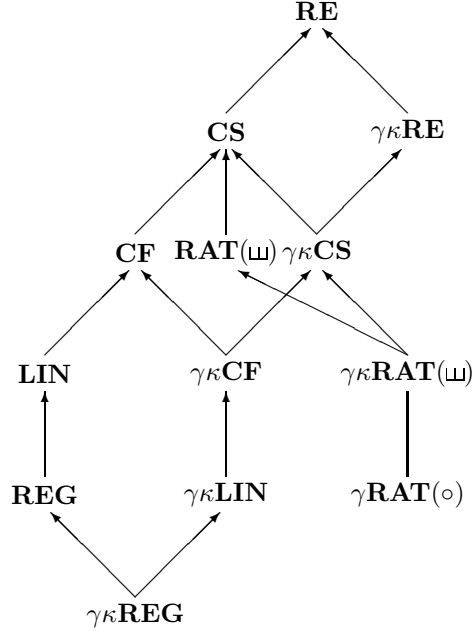 RE
CS γκRE
CF RAT(⧢) γκCS
LIN γκCF γκRAT(⧢)
REG γκLIN γRAT(∘)
γκREG